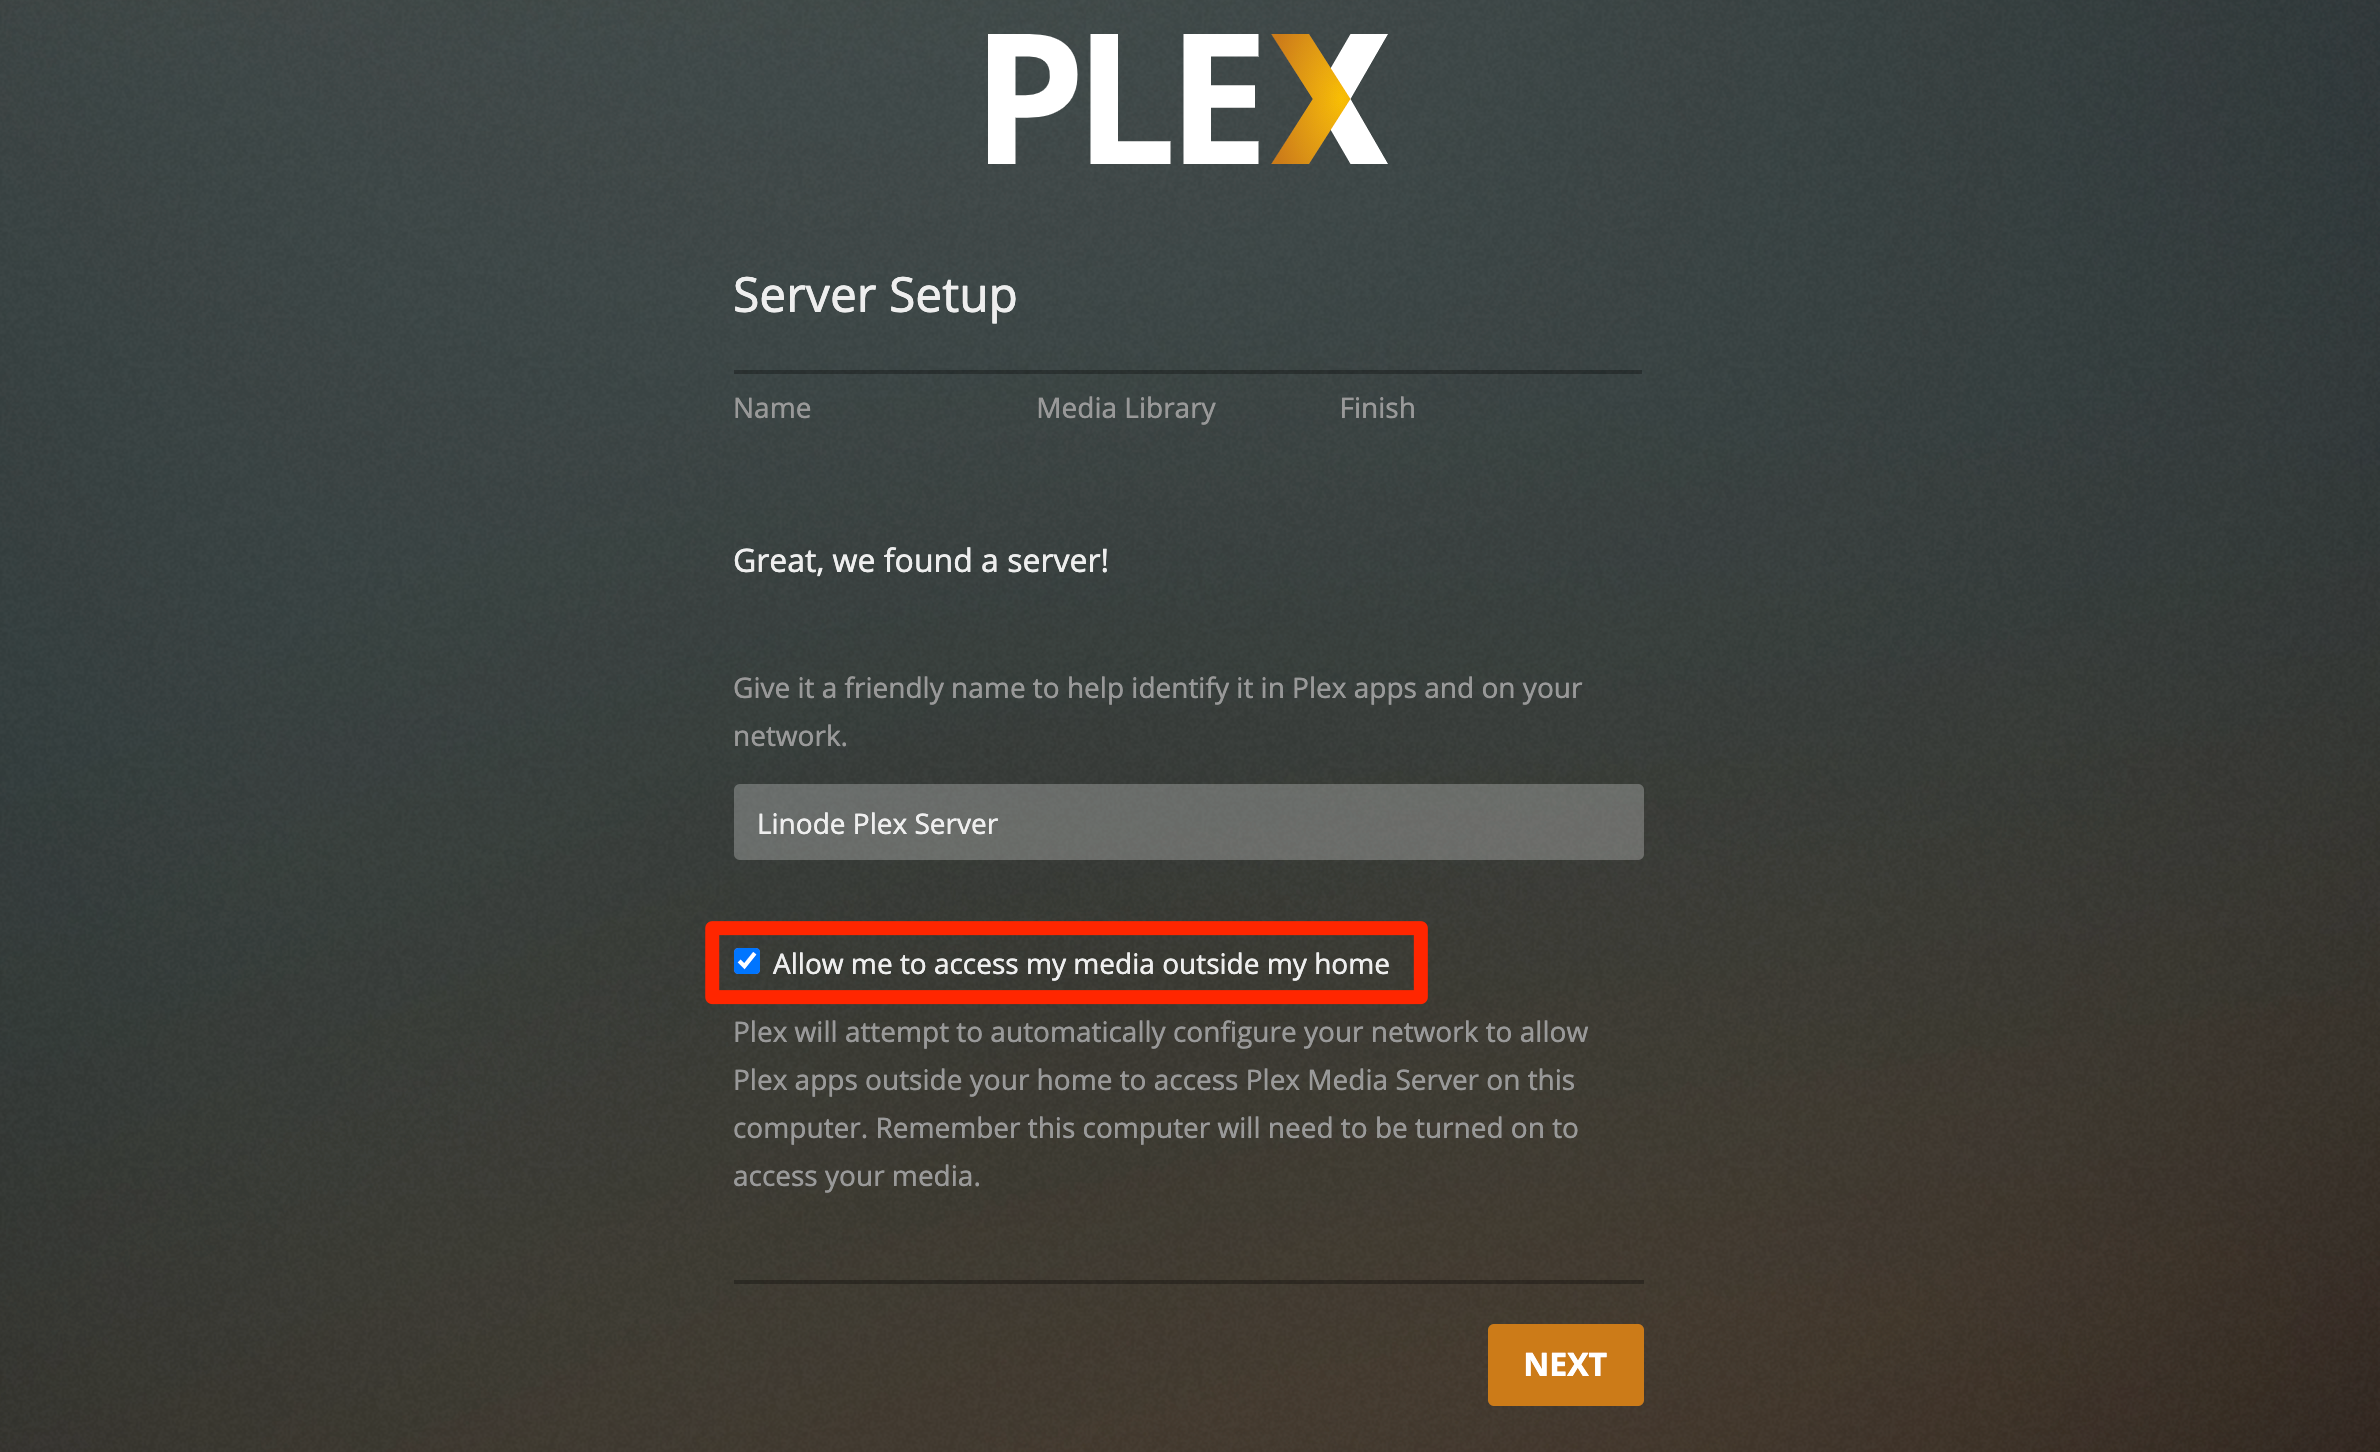 PLEX
Server Setup
Name Media Library Finish
Great, we found a server!
Give it a friendly name to help identify it in Plex apps and on your
network.
Linode Plex Server
Allow me to access my media outside my home
Plex will attempt to automatically configure your network to allow
Plex apps outside your home to access Plex Media Server on this
computer. Remember this computer will need to be turned on to
access your media.
NEXT